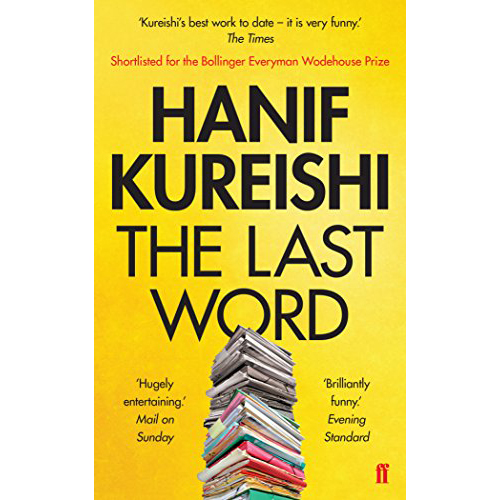 ‘Kureishi’s best work to date – it is very funny.’
The Times
Shortlisted for the Bollinger Everyman Wodehouse Prize
HANIF
KUREISHI
THE LAST
WORD
‘Hugely
entertaining.’
Mail on
Sunday
‘Brilliantly
funny.’
Evening
Standard
ff